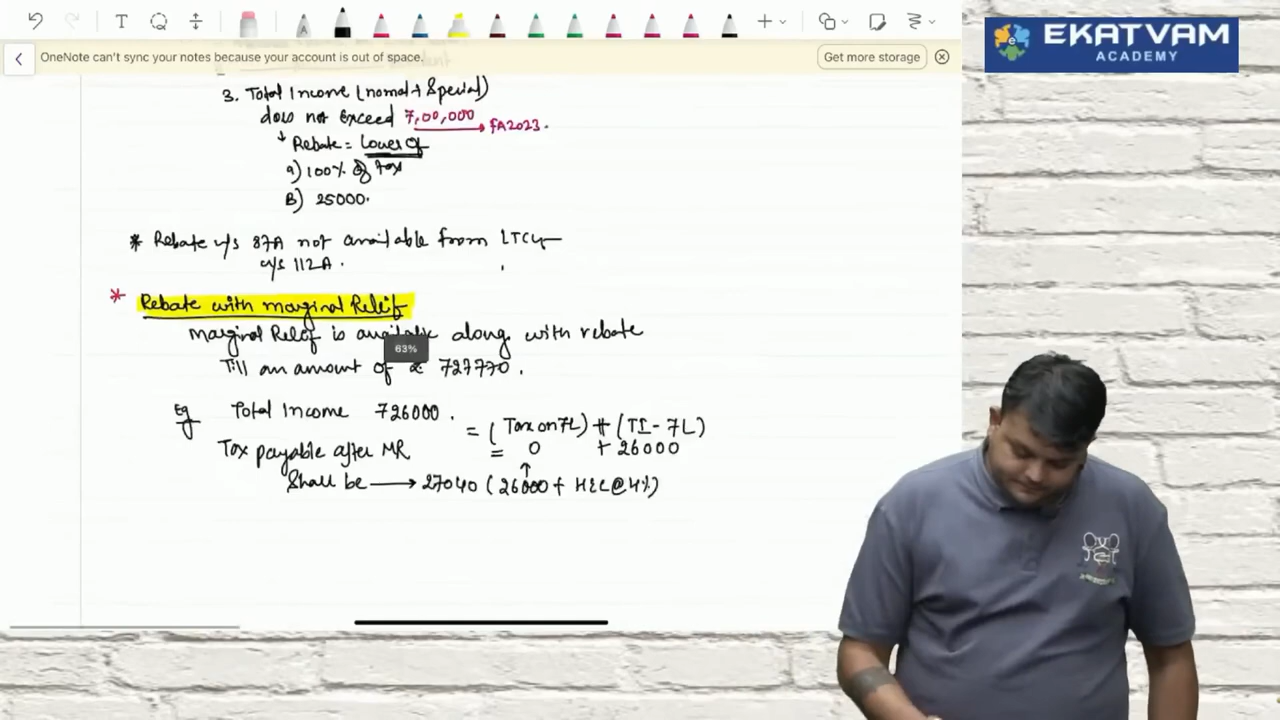 OneNote can't sync your notes because your account is out of space.
Get more storage
EKATVAM
ACADEMY
3. Total Income (nomal + Special)
does not exceed 7,00,000 → FA2023.
↓ Rebate = Lower of
a) 100% of Tax
B) 25000.
* Rebate u/s 87A not available from LTCG
u/s 112A.
* Rebate with marginal Releif
Marginal Releif is available along with rebate
63%
Till an amount of 727770.
Eg Total Income 726000.
= (Tax on 7L) + (TI - 7L)
Tax payable after MR = 0 + 26000
Shall be → 27040 (26000 + HEC@4%)